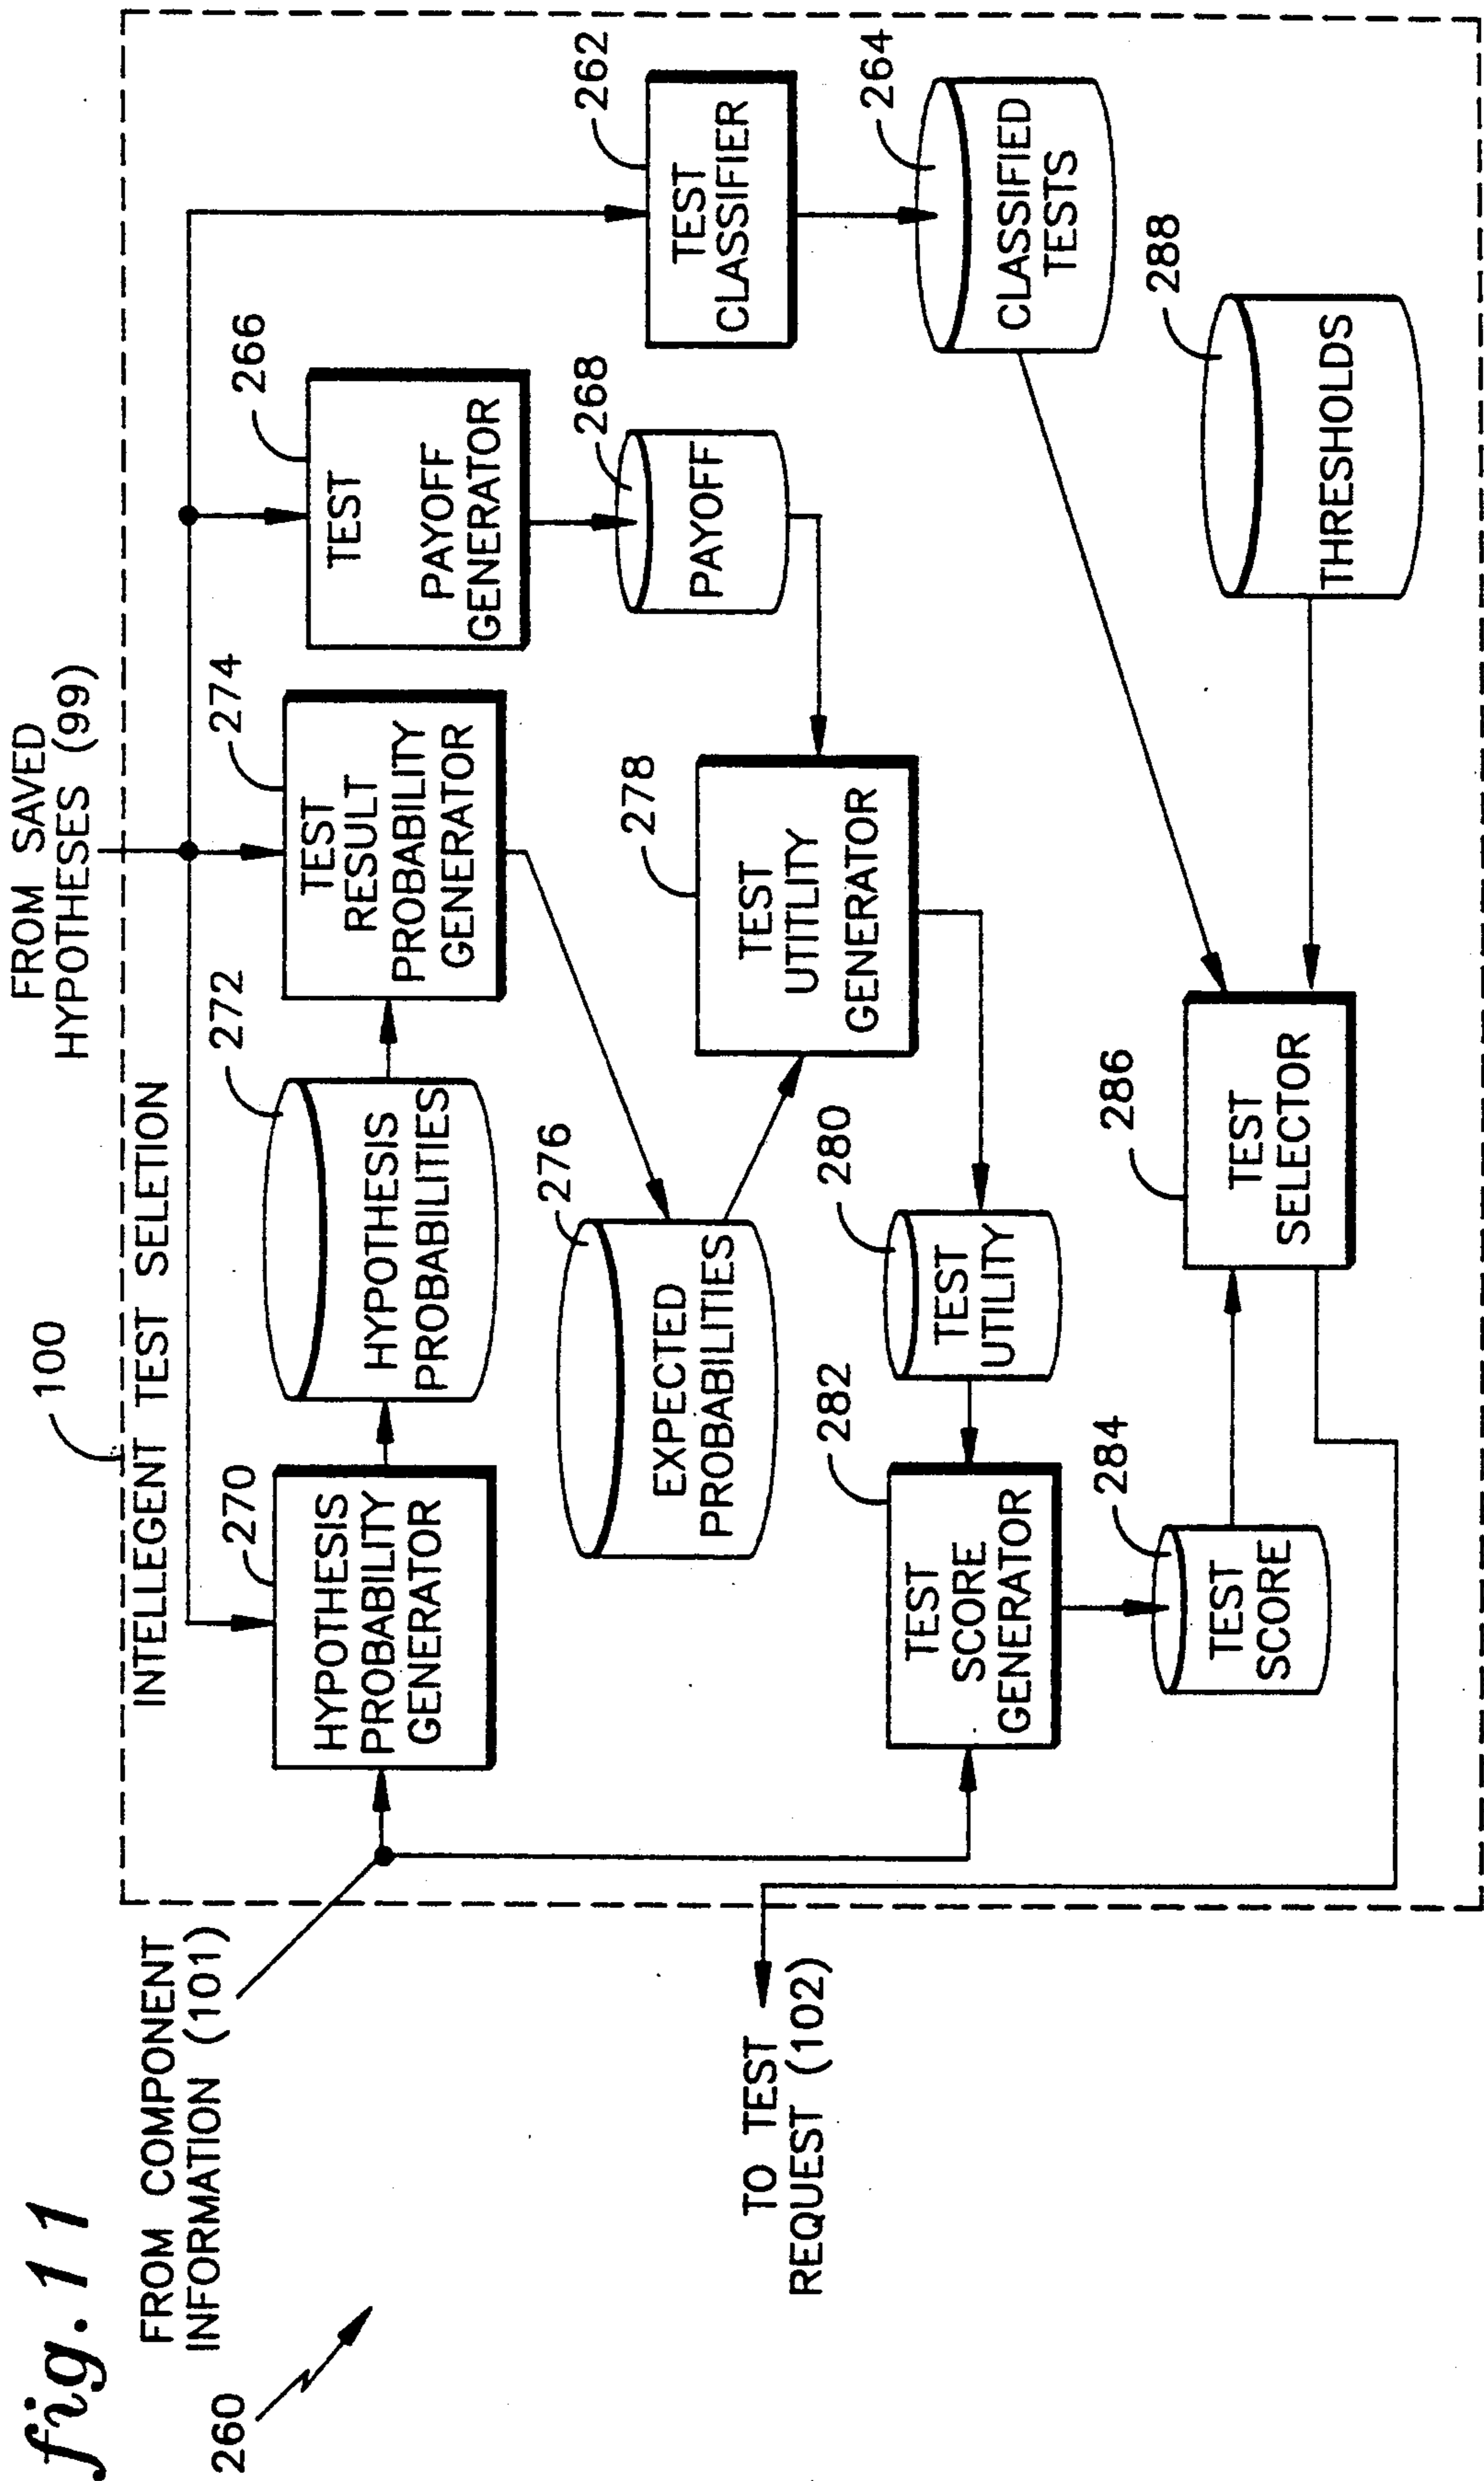 fig. 11
FROM SAVED
HYPOTHESES (99)
100
INTELLEGENT TEST SELETION
FROM COMPONENT
INFORMATION (101)
260
270
HYPOTHESIS
PROBABILITY
GENERATOR
272
HYPOTHESIS
PROBABILITIES
274
TEST
RESULT
PROBABILITY
GENERATOR
266
TEST
PAYOFF
GENERATOR
262
TEST
CLASSIFIER
276
EXPECTED
PROBABILITIES
268
PAYOFF
264
CLASSIFIED
TESTS
278
TEST
UTITLITY
GENERATOR
282
TEST
SCORE
GENERATOR
280
TEST
UTILITY
288
THRESHOLDS
284
TEST
SCORE
286
TEST
SELECTOR
TO TEST
REQUEST (102)